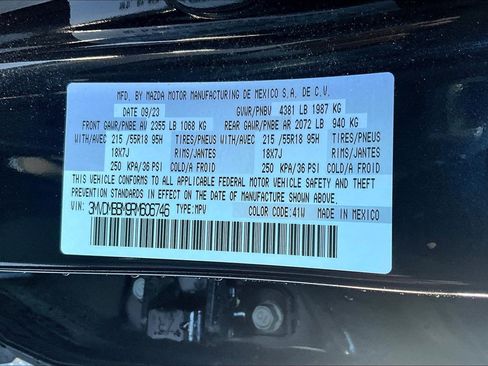 MFD. BY MAZDA MOTOR MANUFACTURING DE MEXICO S.A. DE C.V.
DATE 09/23 GVWR/PNBV 4381 LB 1987 KG
FRONT GAWR/PNBE AV 2355 LB 1068 KG REAR GAWR/PNBE AR 2072 LB 940 KG
WITH/AVEC 215 /55R18 95H TIRES/PNEUS WITH/AVEC 215 /55R18 95H TIRES/PNEUS
18X7J RIMS/JANTES 18X7J RIMS/JANTES
250 KPA/36 PSI COLD/A FROID 250 KPA/36 PSI COLD/A FROID
THIS VEHICLE CONFORMS TO ALL APPLICABLE FEDERAL MOTOR VEHICLE SAFETY AND THEFT
PREVENTION STANDARDS IN EFFECT ON THE DATE OF MANUFACTURE SHOWN ABOVE.
VIN: TYPE:MPV COLOR CODE:41W MADE IN MEXICO